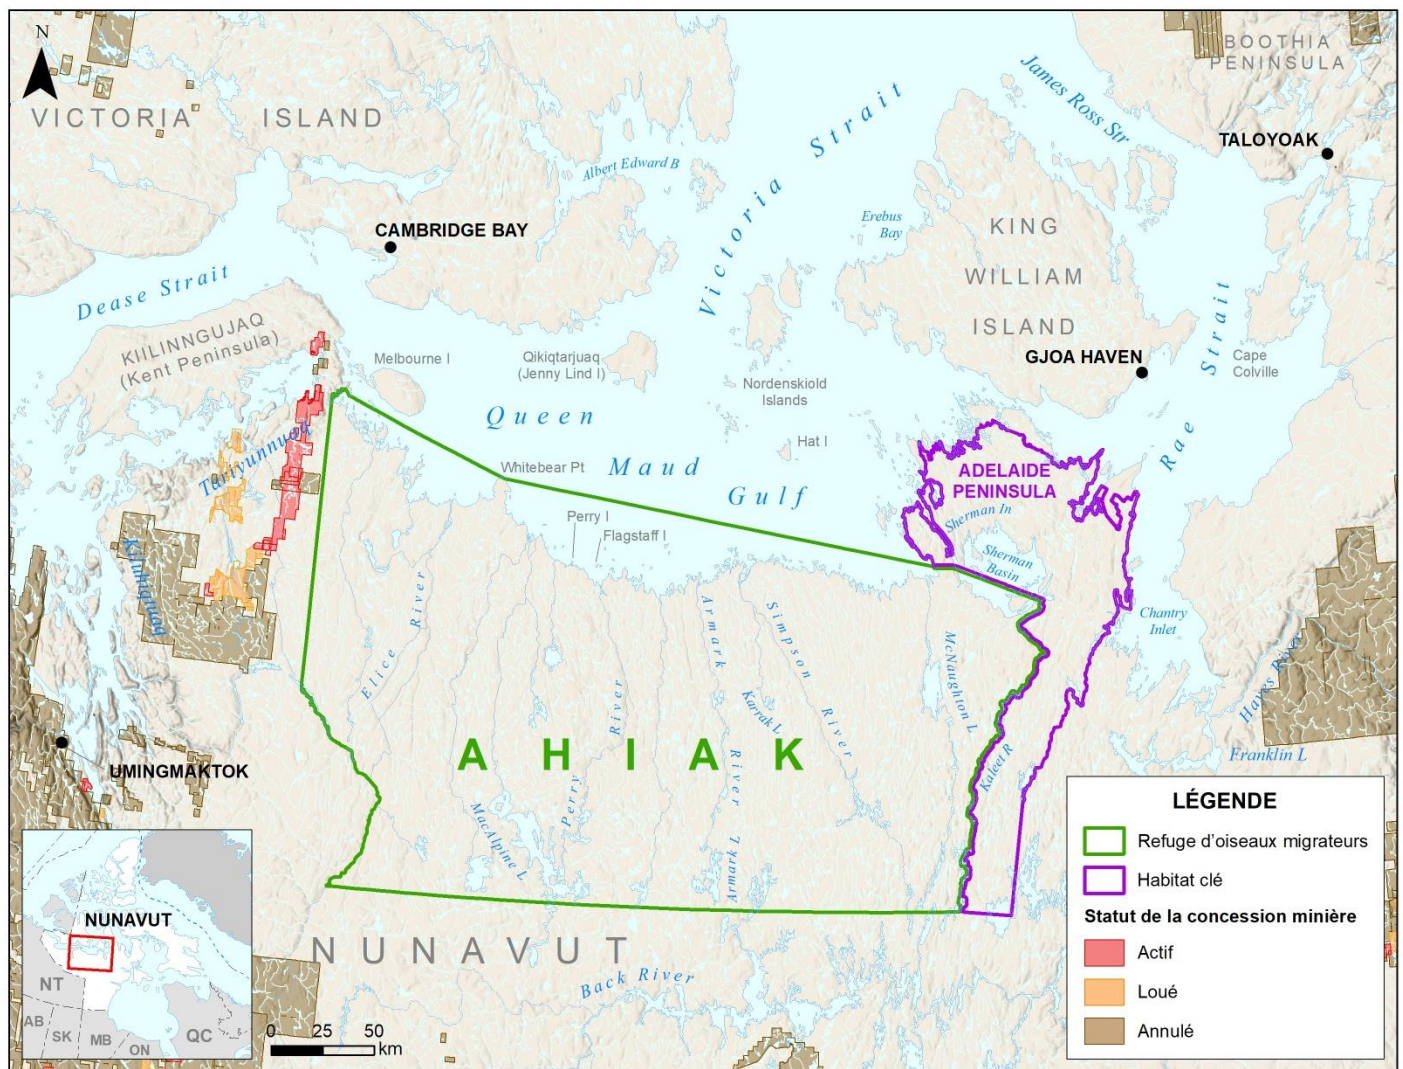 N
VICTORIA ISLAND
BOOTHIA
PENINSULA
James Ross Str
TALOYOAK
Victoria Strait
Albert Edward B
CAMBRIDGE BAY
Erebus
Bay
KING
WILLIAM
ISLAND
Dease Strait
KIILINNGUJAQ
(Kent Peninsula)
Melbourne I
Qikiqtarjuaq
(Jenny Lind I)
Nordenskiold
Islands
GJOA HAVEN
Rae Strait
Cape
Colville
Queen
Maud
Gulf
Hat I
Tariyunnuaq
Whitebear Pt
ADELAIDE
PENINSULA
Sherman In
Perry I
Flagstaff I
Sherman
Basin
Kiluhiqtuq
Chantry
Inlet
Elice River
Perry River
Armark River
Simpson River
McNaughton L
Karrak L
Hayes River
AHIAK
UMINGMAKTOK
Kaleet R
Franklin L
MacAlpine L
Armark L
NUNAVUT
Back River
0 25 50
km
NUNAVUT
NT
AB
SK
MB
ON
QC
LÉGENDE
Refuge d'oiseaux migrateurs
Habitat clé
Statut de la concession minière
Actif
Loué
Annulé